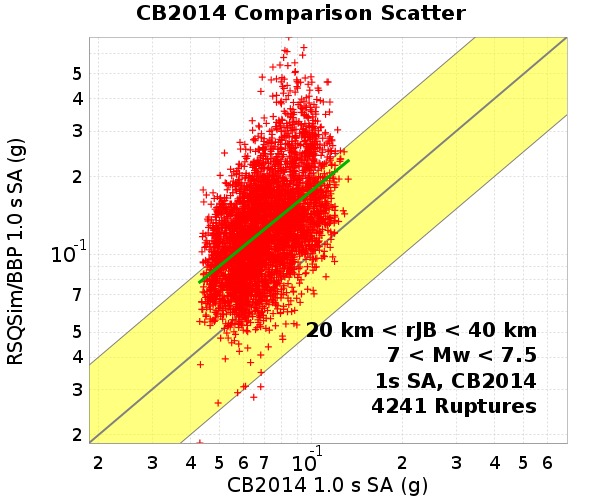 CB2014 Comparison Scatter
RSQSim/BBP 1.0 s SA (g)
5
4
3
2
10-1
7
5
4
3
2
20 km < rJB < 40 km
7 < Mw < 7.5
1s SA, CB2014
4241 Ruptures
2 3 4 5 6 7 10-1 2 3 4 5 6
CB2014 1.0 s SA (g)